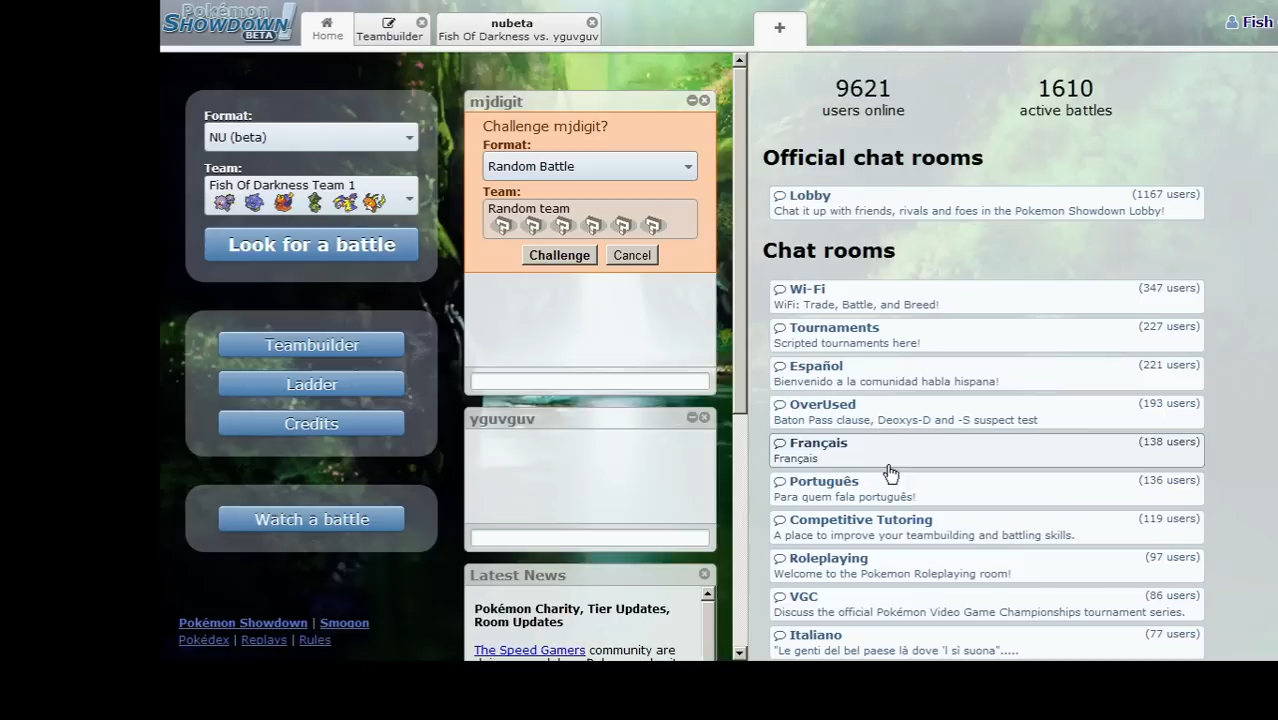 Pokémon
SHOWDOWN!
BETA
Home
Teambuilder
nubeta
Fish Of Darkness vs. yguvguv
+
Fish
Format:
NU (beta)
Team:
Fish Of Darkness Team 1
Look for a battle
Teambuilder
Ladder
Credits
Watch a battle
Pokémon Showdown | Smogon
Pokédex | Replays | Rules
mjdigit
Challenge mjdigit?
Format:
Random Battle
Team:
Random team
Challenge
Cancel
yguvguv
Latest News
Pokémon Charity, Tier Updates,
Room Updates
The Speed Gamers community are
9621
users online
1610
active battles
Official chat rooms
Lobby (1167 users)
Chat it up with friends, rivals and foes in the Pokemon Showdown Lobby!
Chat rooms
Wi-Fi (347 users)
WiFi: Trade, Battle, and Breed!
Tournaments (227 users)
Scripted tournaments here!
Español (221 users)
Bienvenido a la comunidad habla hispana!
OverUsed (193 users)
Baton Pass clause, Deoxys-D and -S suspect test
Français (138 users)
Français
Português (136 users)
Para quem fala português!
Competitive Tutoring (119 users)
A place to improve your teambuilding and battling skills.
Roleplaying (97 users)
Welcome to the Pokemon Roleplaying room!
VGC (86 users)
Discuss the official Pokémon Video Game Championships tournament series.
Italiano (77 users)
"Le genti del bel paese là dove 'l sì suona".....